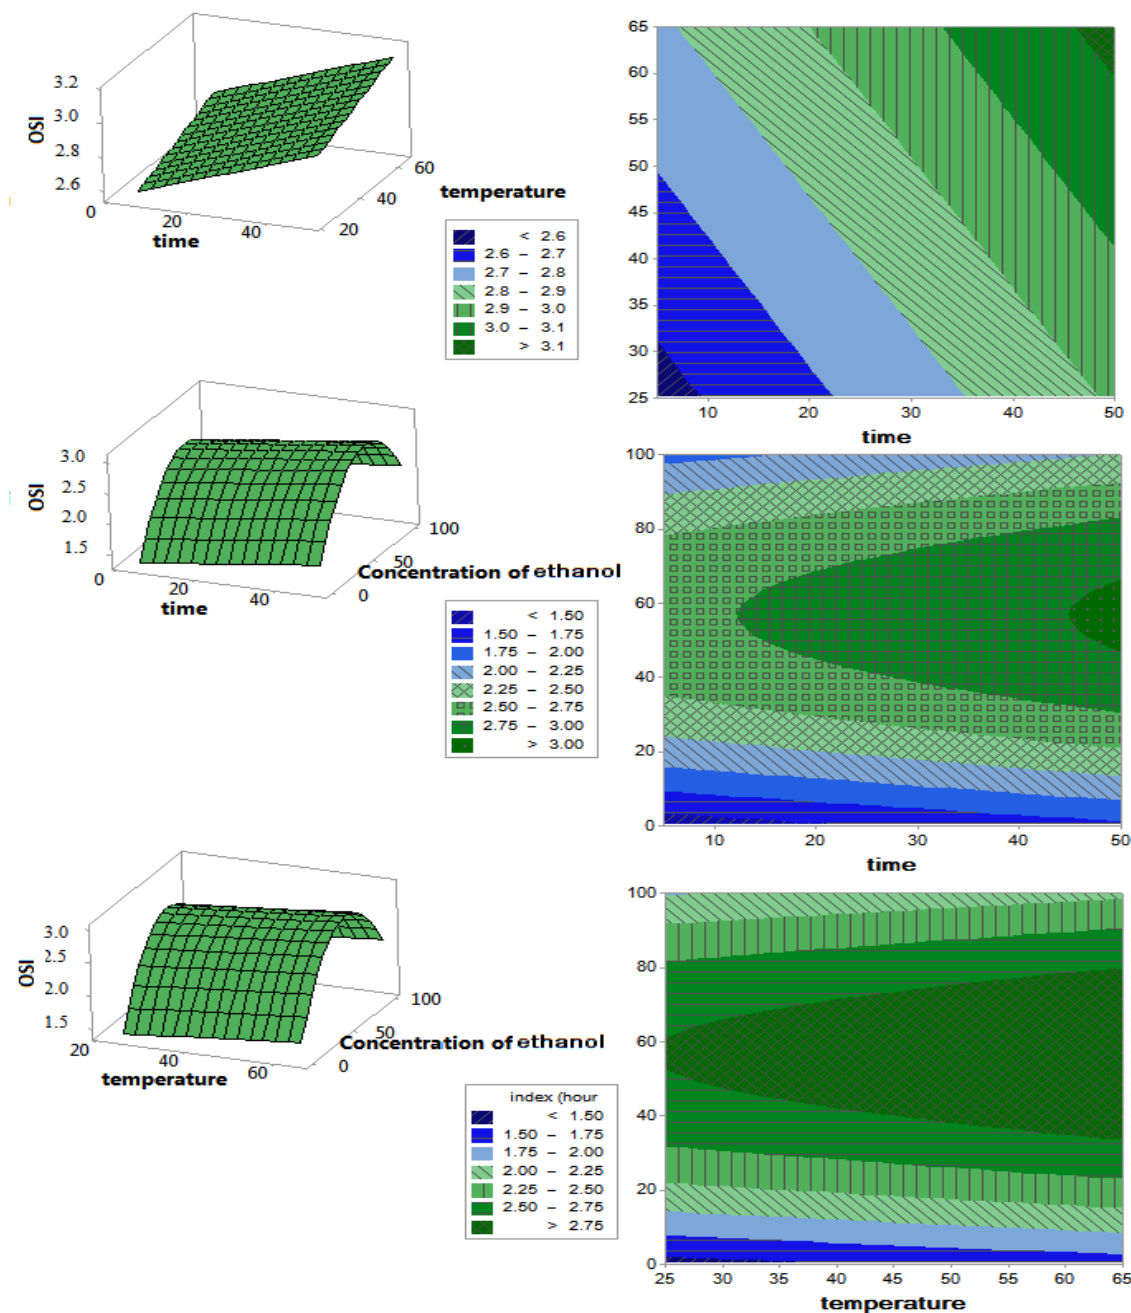 3.2
3.0
2.8
2.6
OSI
0
20
40
time
20
40
60
temperature
< 2.6
2.6 – 2.7
2.7 – 2.8
2.8 – 2.9
2.9 – 3.0
3.0 – 3.1
> 3.1
65
60
55
50
45
40
35
30
25
10
20
30
40
50
time
3.0
2.5
2.0
1.5
OSI
0
20
40
time
0
50
100
Concentration of ethanol
< 1.50
1.50 – 1.75
1.75 – 2.00
2.00 – 2.25
2.25 – 2.50
2.50 – 2.75
2.75 – 3.00
> 3.00
100
80
60
40
20
0
10
20
30
40
50
time
3.0
2.5
2.0
1.5
OSI
20
40
60
temperature
0
50
100
Concentration of ethanol
index (hour
< 1.50
1.50 – 1.75
1.75 – 2.00
2.00 – 2.25
2.25 – 2.50
2.50 – 2.75
> 2.75
100
80
60
40
20
0
25
30
35
40
45
50
55
60
65
temperature